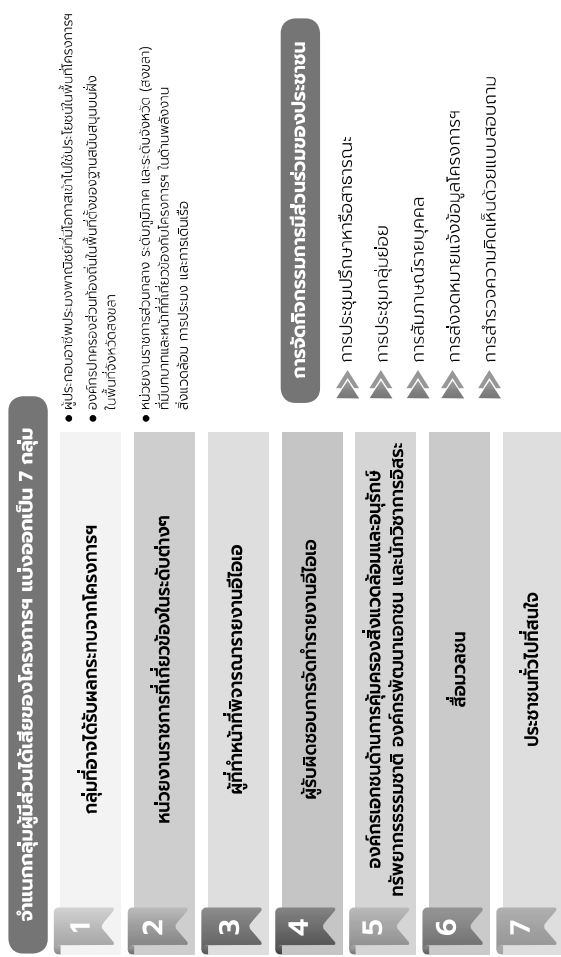 จำแนกกลุ่มผู้มีส่วนได้เสียของโครงการฯ แบ่งออกเป็น 7 กลุ่ม
1
กลุ่มที่อาจได้รับผลกระทบจากโครงการฯ
● ผู้ประกอบอาชีพประมงพาณิชย์ที่มีโอกาสเข้าไปใช้ประโยชน์ในพื้นที่โครงการฯ
● องค์กรปกครองส่วนท้องถิ่นในพื้นที่ตั้งของฐานสนับสนุนบนฝั่ง
ในพื้นที่จังหวัดสงขลา
2
หน่วยงานราชการที่เกี่ยวข้องในระดับต่างๆ
● หน่วยงานราชการส่วนกลาง ระดับภูมิภาค และระดับจังหวัด (สงขลา)
ที่มีบทบาทและหน้าที่ที่เกี่ยวข้องกับโครงการฯ ในด้านพลังงาน
สิ่งแวดล้อม การประมง และการเดินเรือ
3
ผู้ที่ทำหน้าที่พิจารณารายงานอีไอเอ
4
ผู้รับผิดชอบการจัดทำรายงานอีไอเอ
5
องค์กรเอกชนด้านการคุ้มครองสิ่งแวดล้อมและอนุรักษ์
ทรัพยากรธรรมชาติ องค์กรพัฒนาเอกชน และนักวิชาการอิสระ
6
สื่อมวลชน
7
ประชาชนทั่วไปที่สนใจ
การจัดกิจกรรมการมีส่วนร่วมของประชาชน
การประชุมปรึกษาหารือสาธารณะ
การประชุมกลุ่มย่อย
การสัมภาษณ์รายบุคคล
การส่งจดหมายแจ้งข้อมูลโครงการฯ
การสำรวจความคิดเห็นด้วยแบบสอบถาม